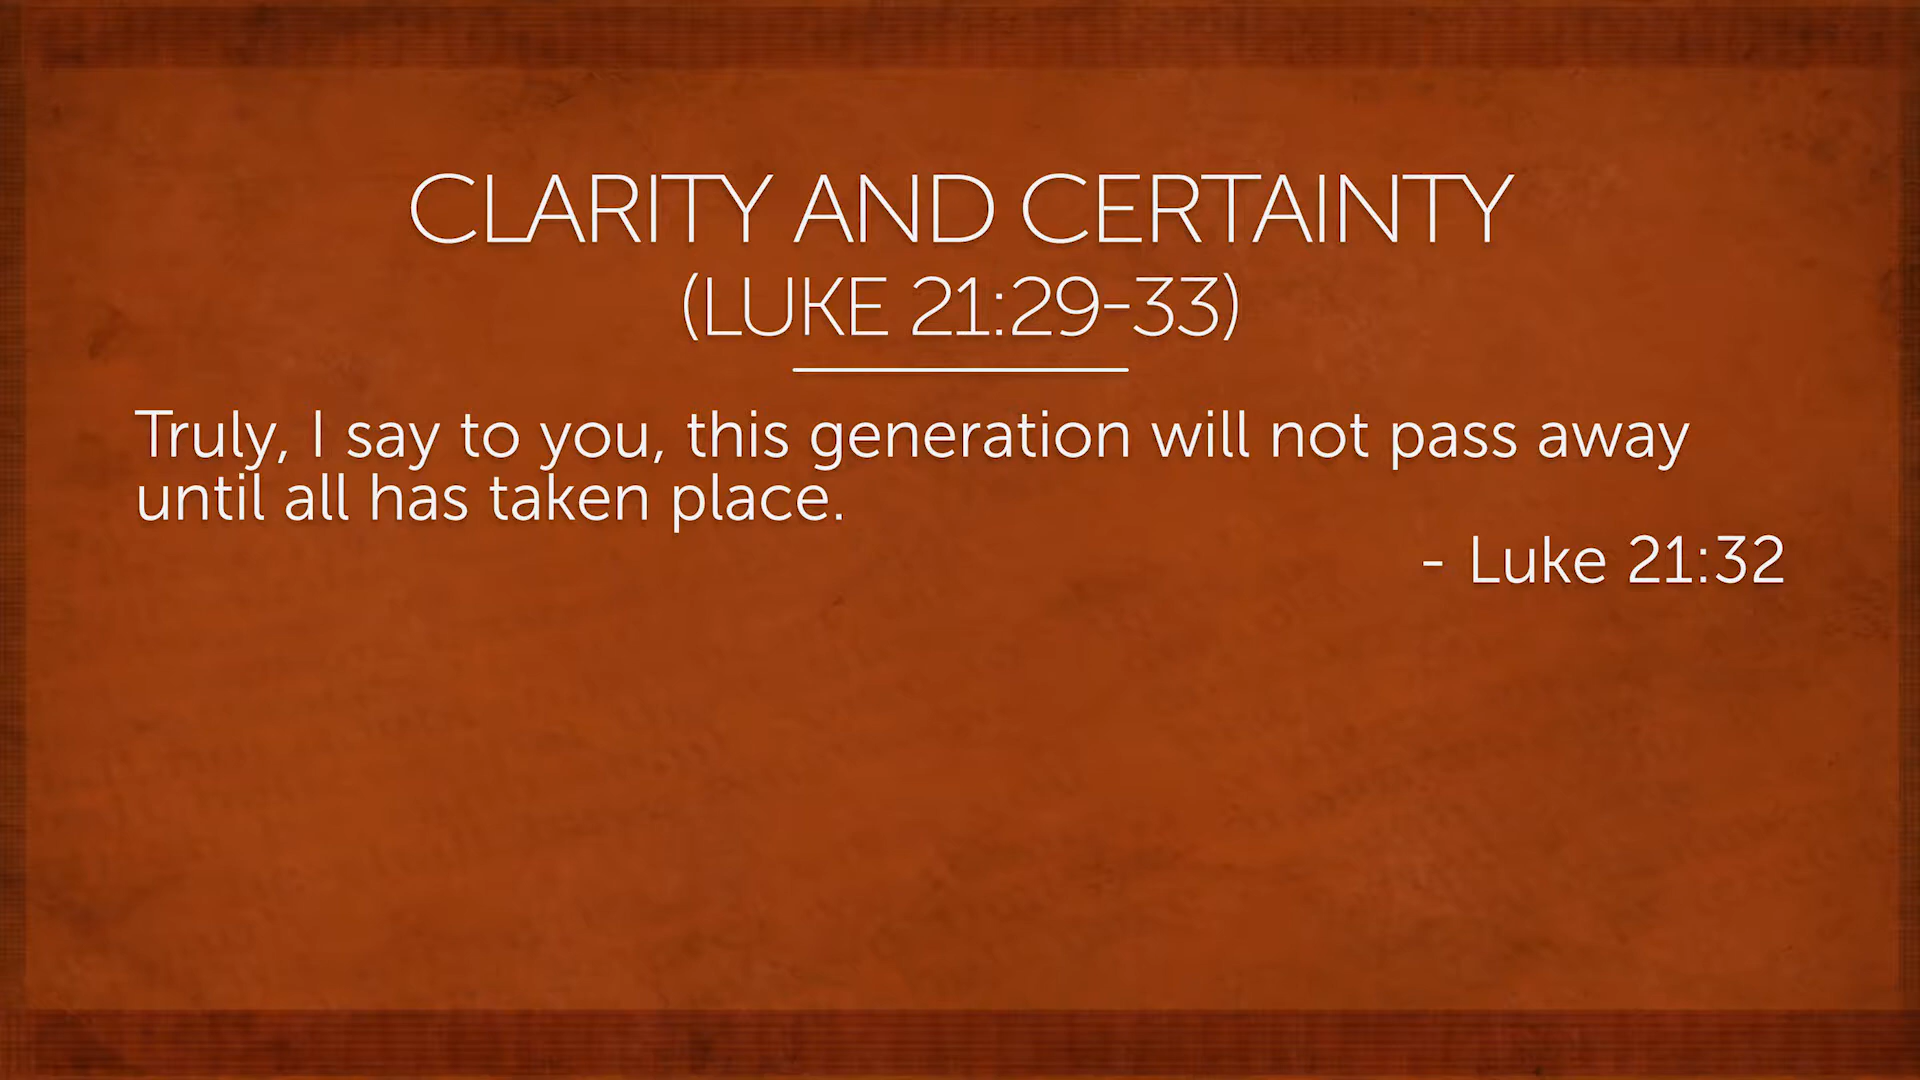 CLARITY AND CERTAINTY
(LUKE 21:29-33)
Truly, I say to you, this generation will not pass away
until all has taken place.
- Luke 21:32